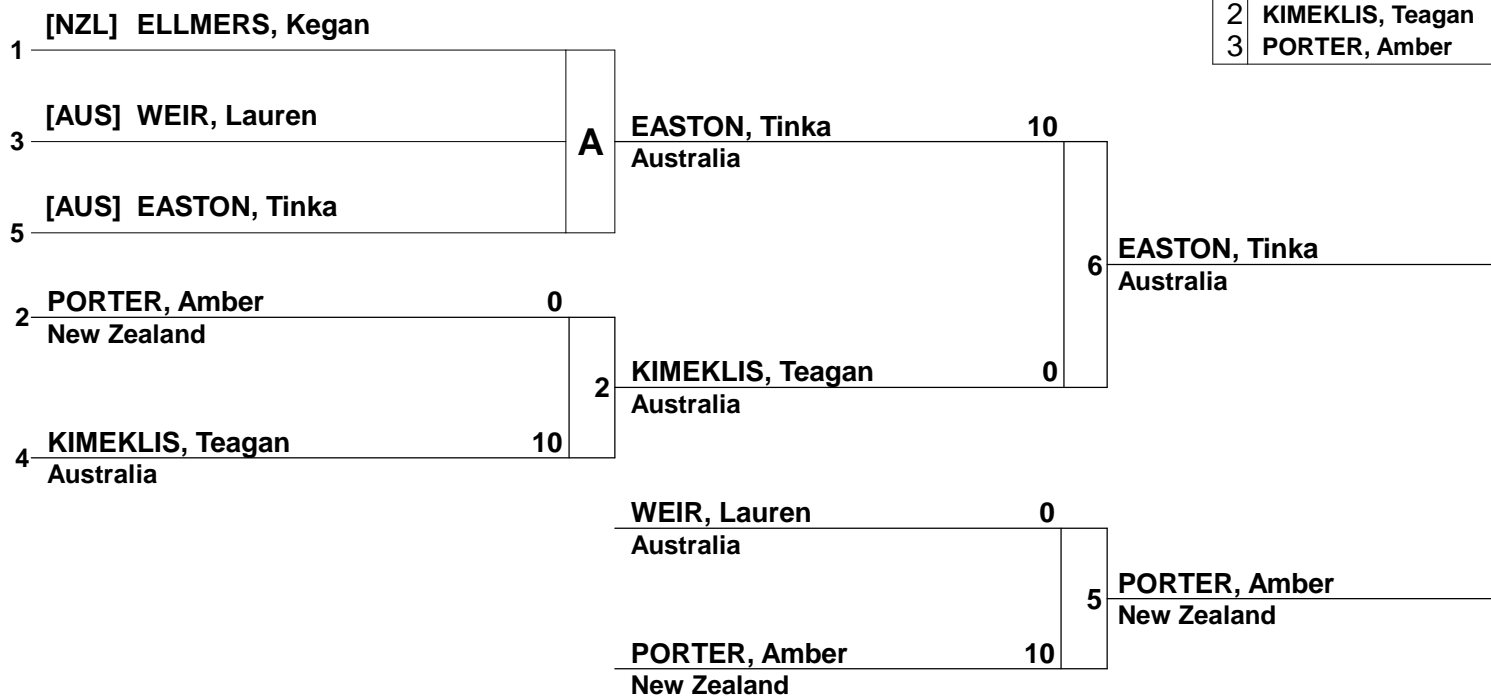 2 KIMEKLIS, Teagan
3 PORTER, Amber
[NZL] ELLMERS, Kegan
1
[AUS] WEIR, Lauren
3
[AUS] EASTON, Tinka
5
A
EASTON, Tinka 10
Australia
PORTER, Amber 0
2
New Zealand
KIMEKLIS, Teagan 10
4
Australia
2
KIMEKLIS, Teagan 0
Australia
6
EASTON, Tinka
Australia
WEIR, Lauren 0
Australia
PORTER, Amber 10
New Zealand
5
PORTER, Amber
New Zealand